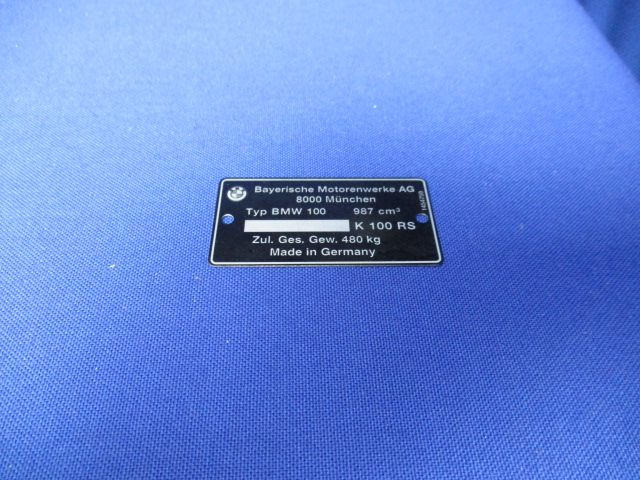 Bayerische Motorenwerke AG
8000 München
Typ BMW 100 987 cm³
K 100 RS
Zul. Ges. Gew. 480 kg
Made in Germany